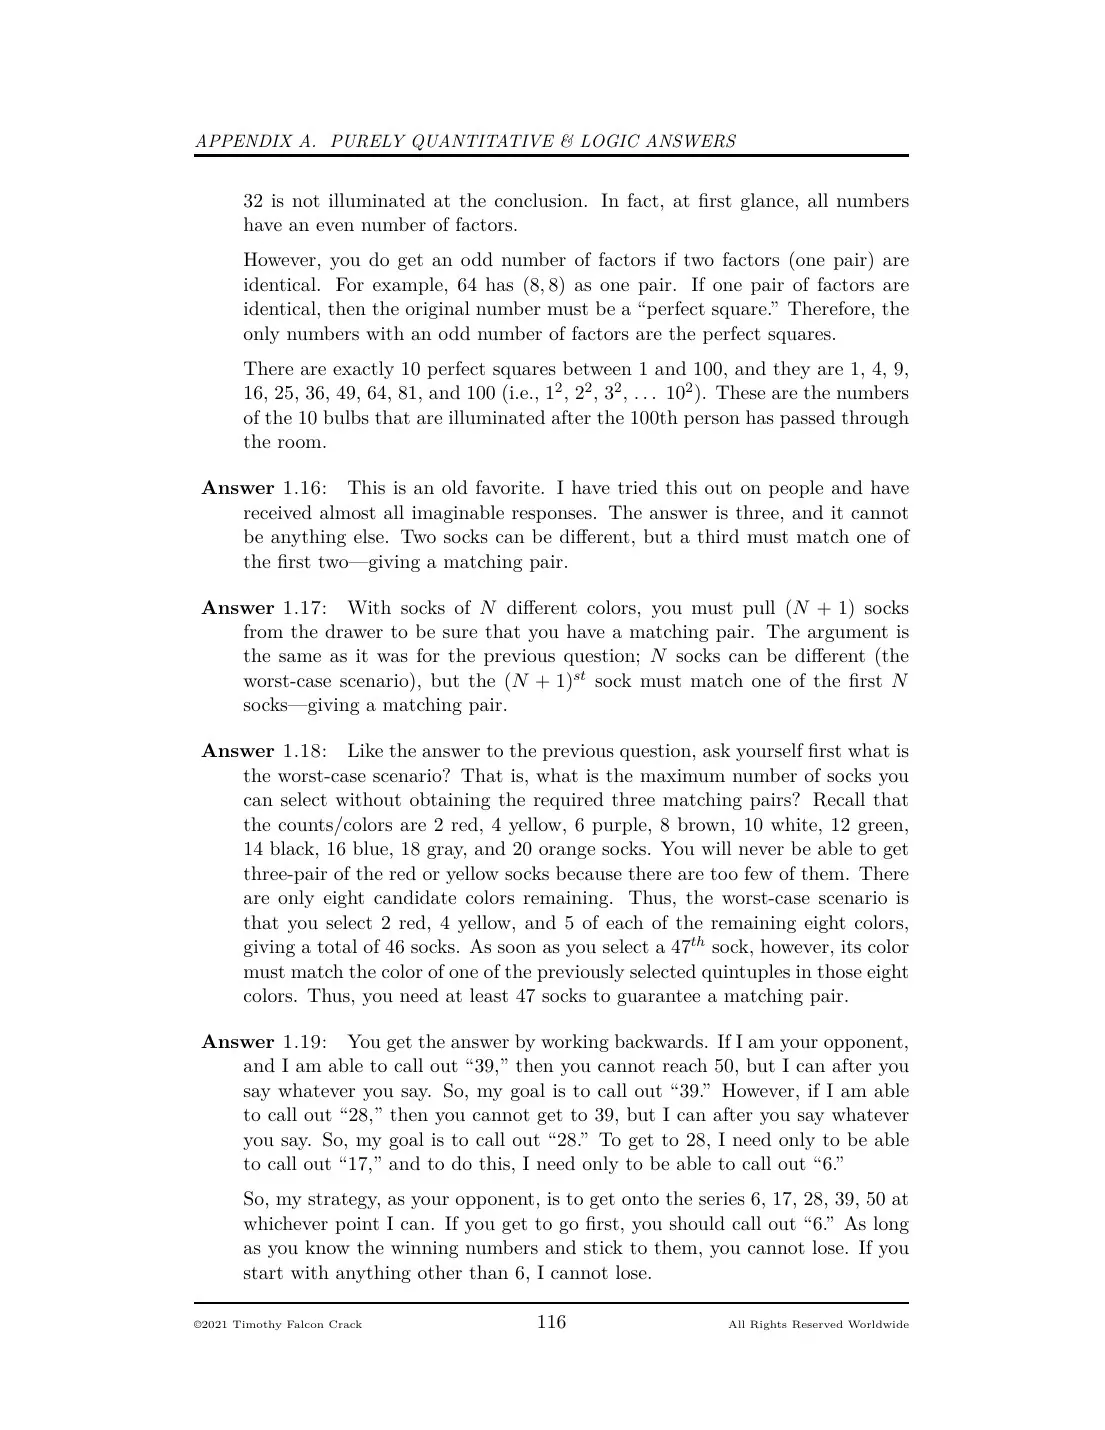 APPENDIX A. PURELY QUANTITATIVE & LOGIC ANSWERS
32 is not illuminated at the conclusion. In fact, at first glance, all numbers
have an even number of factors.
However, you do get an odd number of factors if two factors (one pair) are
identical. For example, 64 has (8, 8) as one pair. If one pair of factors are
identical, then the original number must be a “perfect square.” Therefore, the
only numbers with an odd number of factors are the perfect squares.
There are exactly 10 perfect squares between 1 and 100, and they are 1, 4, 9,
16, 25, 36, 49, 64, 81, and 100 (i.e., 1², 2², 3², . . . 10²). These are the numbers
of the 10 bulbs that are illuminated after the 100th person has passed through
the room.
Answer 1.16: This is an old favorite. I have tried this out on people and have
received almost all imaginable responses. The answer is three, and it cannot
be anything else. Two socks can be different, but a third must match one of
the first two—giving a matching pair.
Answer 1.17: With socks of N different colors, you must pull (N + 1) socks
from the drawer to be sure that you have a matching pair. The argument is
the same as it was for the previous question; N socks can be different (the
worst-case scenario), but the (N + 1)^st sock must match one of the first N
socks—giving a matching pair.
Answer 1.18: Like the answer to the previous question, ask yourself first what is
the worst-case scenario? That is, what is the maximum number of socks you
can select without obtaining the required three matching pairs? Recall that
the counts/colors are 2 red, 4 yellow, 6 purple, 8 brown, 10 white, 12 green,
14 black, 16 blue, 18 gray, and 20 orange socks. You will never be able to get
three-pair of the red or yellow socks because there are too few of them. There
are only eight candidate colors remaining. Thus, the worst-case scenario is
that you select 2 red, 4 yellow, and 5 of each of the remaining eight colors,
giving a total of 46 socks. As soon as you select a 47^th sock, however, its color
must match the color of one of the previously selected quintuples in those eight
colors. Thus, you need at least 47 socks to guarantee a matching pair.
Answer 1.19: You get the answer by working backwards. If I am your opponent,
and I am able to call out “39,” then you cannot reach 50, but I can after you
say whatever you say. So, my goal is to call out “39.” However, if I am able
to call out “28,” then you cannot get to 39, but I can after you say whatever
you say. So, my goal is to call out “28.” To get to 28, I need only to be able
to call out “17,” and to do this, I need only to be able to call out “6.”
So, my strategy, as your opponent, is to get onto the series 6, 17, 28, 39, 50 at
whichever point I can. If you get to go first, you should call out “6.” As long
as you know the winning numbers and stick to them, you cannot lose. If you
start with anything other than 6, I cannot lose.
©2021 Timothy Falcon Crack 116 All Rights Reserved Worldwide